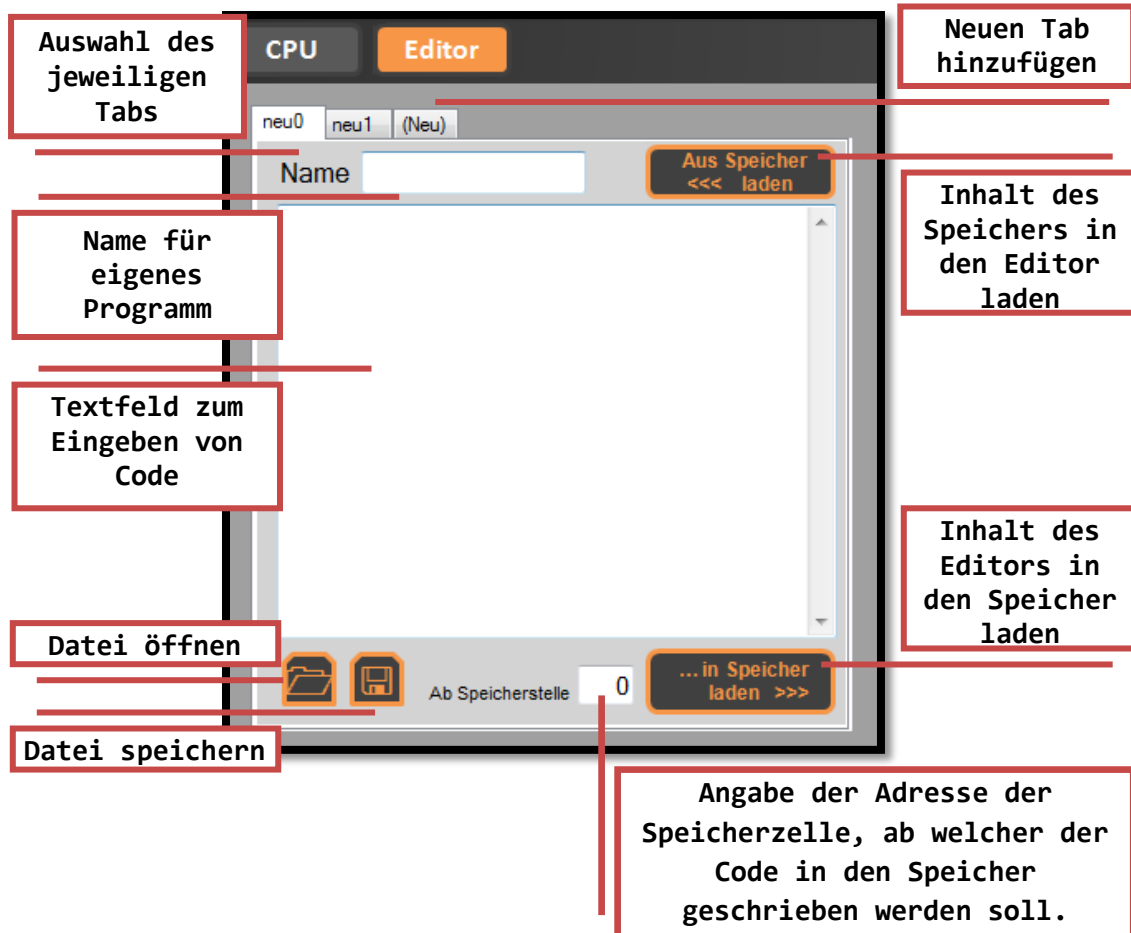 Auswahl des
jeweiligen
Tabs
CPU
Editor
Neuen Tab
hinzufügen
neu0
neu1
(Neu)
Name
Aus Speicher
<<< laden
Name für
eigenes
Programm
Inhalt des
Speichers in
den Editor
laden
Textfeld zum
Eingeben von
Code
Inhalt des
Editors in
den Speicher
laden
Datei öffnen
Ab Speicherstelle
0
...in Speicher
laden >>>
Datei speichern
Angabe der Adresse der
Speicherzelle, ab welcher der
Code in den Speicher
geschrieben werden soll.